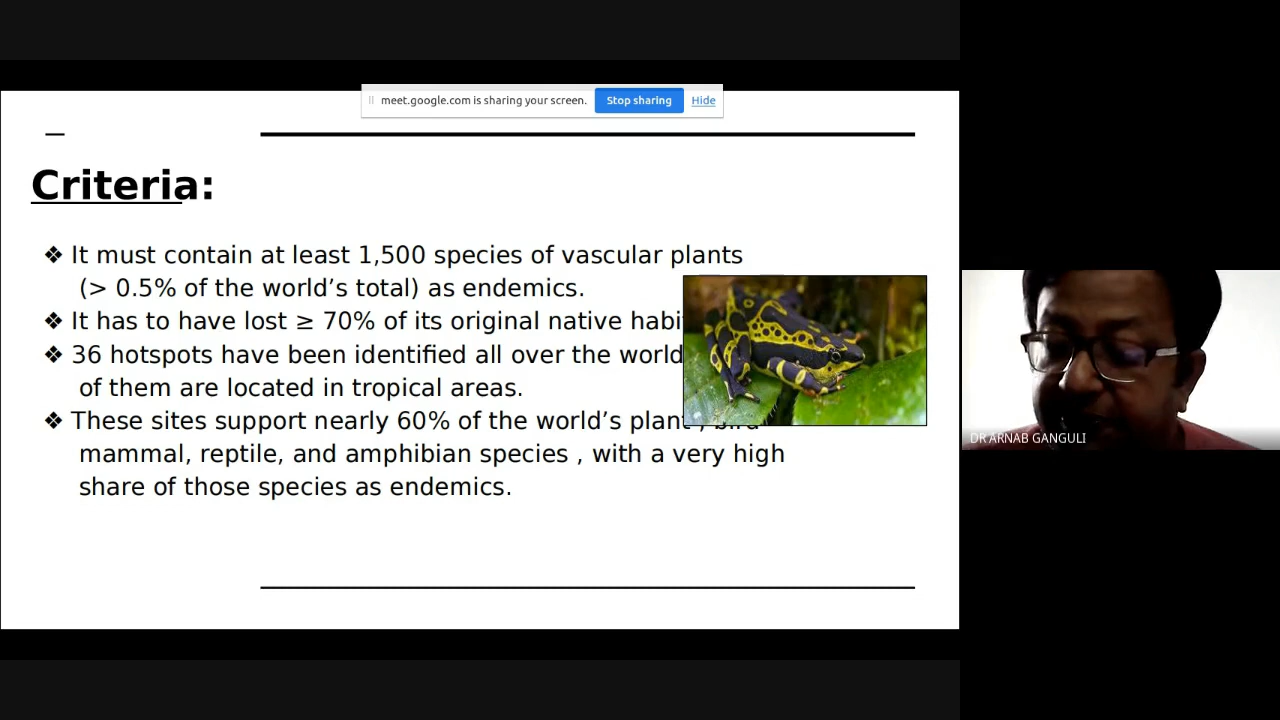 meet.google.com is sharing your screen. Stop sharing Hide
Criteria:
❖ It must contain at least 1,500 species of vascular plants
(> 0.5% of the world’s total) as endemics.
❖ It has to have lost ≥ 70% of its original native
❖ 36 hotspots have been identified all over the world
of them are located in tropical areas.
❖ These sites support nearly 60% of the world’s plant , bird
mammal, reptile, and amphibian species , with a very high
share of those species as endemics.
DR ARNAB GANGULI